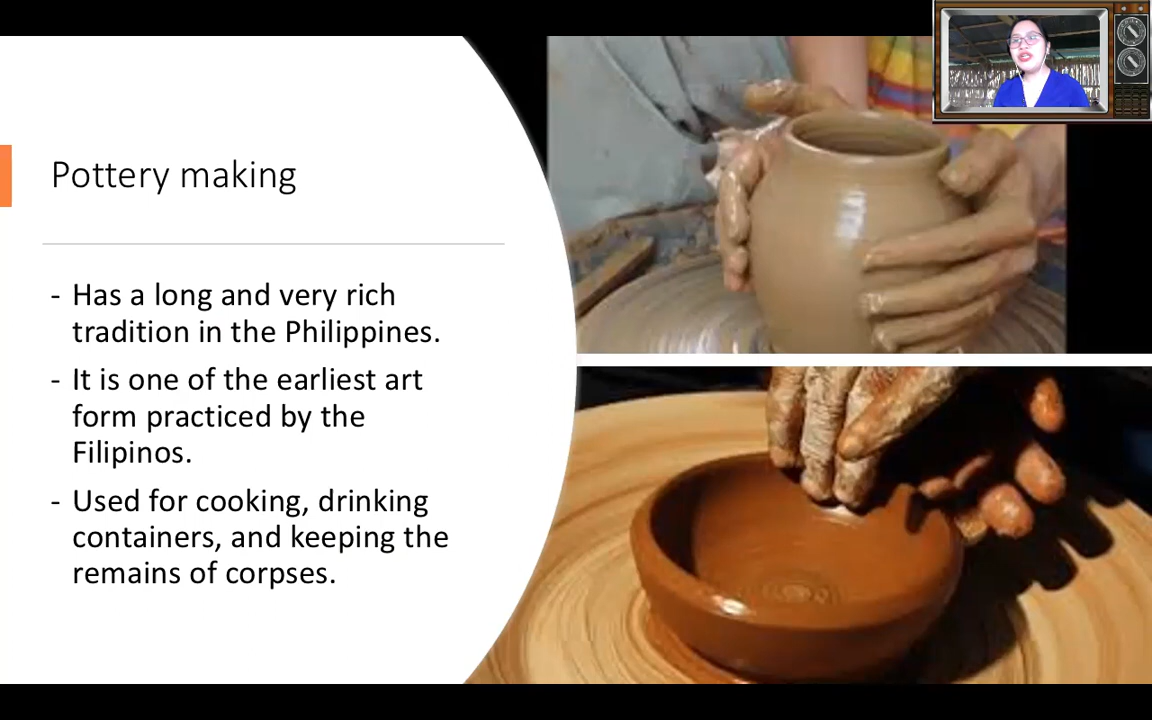 Pottery making
- Has a long and very rich
tradition in the Philippines.
- It is one of the earliest art
form practiced by the
Filipinos.
- Used for cooking, drinking
containers, and keeping the
remains of corpses.